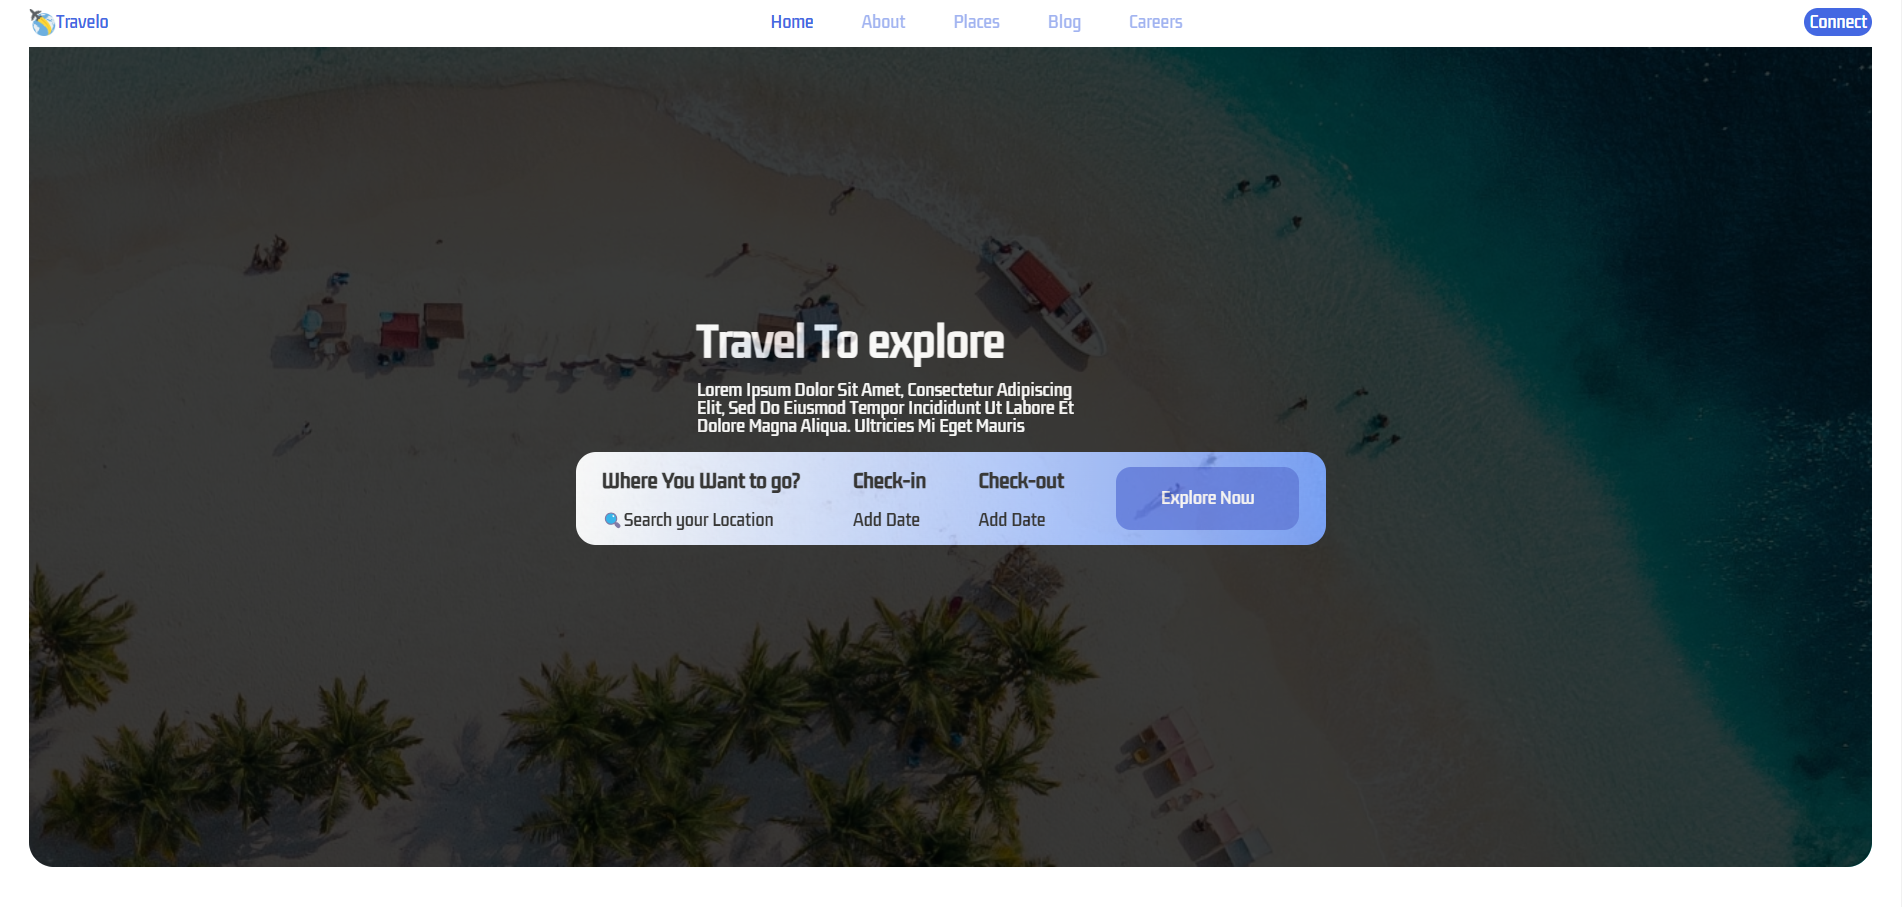 Travelo
Home About Places Blog Careers
Connect
Travel To explore
Lorem Ipsum Dolor Sit Amet, Consectetur Adipiscing
Elit, Sed Do Eiusmod Tempor Incididunt Ut Labore Et
Dolore Magna Aliqua. Ultricies Mi Eget Mauris
Where You Want to go? Check-in Check-out
Search your Location Add Date Add Date
Explore Now